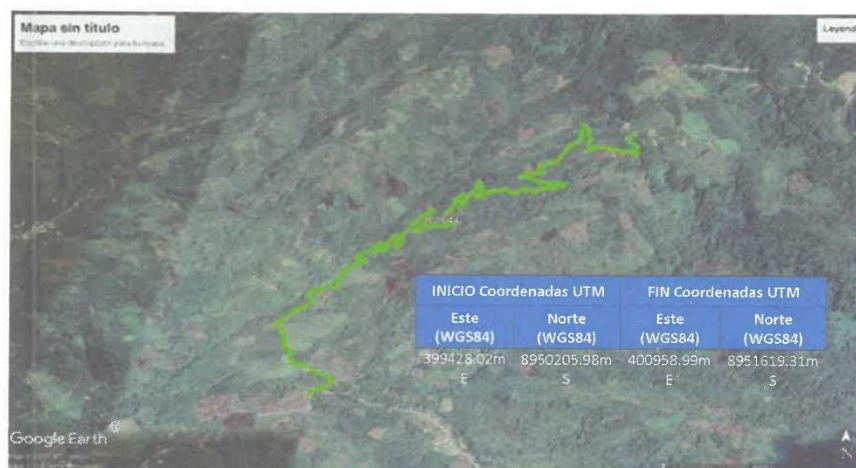 Mapa sin título
Leyend
INICIO Coordenadas UTM FIN Coordenadas UTM
Este (WGS84) Norte (WGS84) Este (WGS84) Norte (WGS84)
399428.02m E 8950205.98m S 400958.99m E 8951619.31m S
Google Earth
N